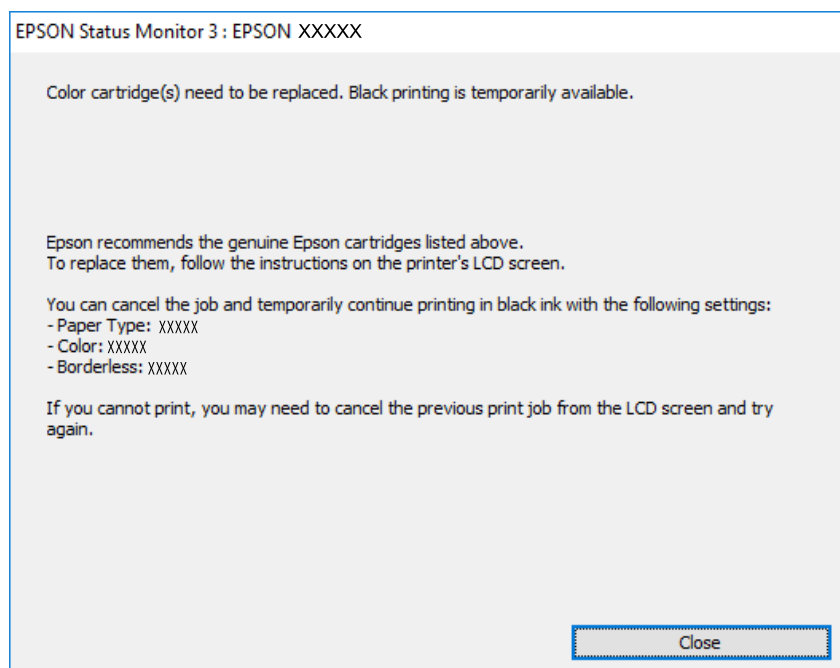 EPSON Status Monitor 3 : EPSON XXXXX
Color cartridge(s) need to be replaced. Black printing is temporarily available.
Epson recommends the genuine Epson cartridges listed above.
To replace them, follow the instructions on the printer's LCD screen.
You can cancel the job and temporarily continue printing in black ink with the following settings:
- Paper Type: XXXXX
- Color: XXXXX
- Borderless: XXXXX
If you cannot print, you may need to cancel the previous print job from the LCD screen and try
again.
Close